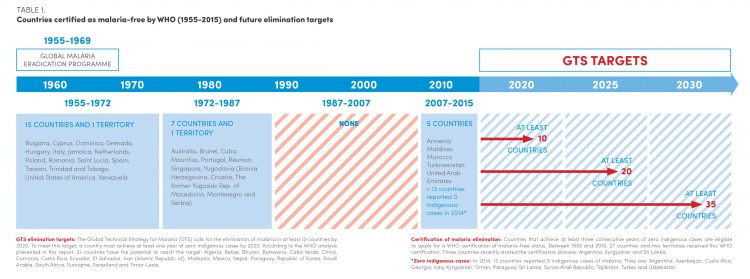 TABLE 1.
Countries certified as malaria-free by WHO (1955-2015) and future elimination targets
1955-1969
GLOBAL MALARIA
ERADICATION PROGRAMME
GTS TARGETS
1960 1970 1980 1990 2000 2010 2020 2025 2030
1955-1972 1972-1987 1987-2007 2007-2015
15 COUNTRIES AND 1 TERRITORY
Bulgaria, Cyprus, Dominica, Grenada,
Hungary, Italy, Jamaica, Netherlands,
Poland, Romania, Saint Lucia, Spain,
Taiwan, Trinidad and Tobago,
United States of America, Venezuela
7 COUNTRIES AND
1 TERRITORY
Australia, Brunei, Cuba,
Mauritius, Portugal, Réunion,
Singapore, Yugoslavia (Bosnia
Herzegovina, Croatia, The
former Yugoslav Rep. of
Macedonia, Montenegro and
Serbia)
NONE
5 COUNTRIES
Armenia
Maldives
Morocco
Turkmenistan
United Arab
Emirates
+ 13 countries
reported 0
indigenous
cases in 2014*
AT LEAST
10
COUNTRIES
AT LEAST
20
COUNTRIES
AT LEAST
35
COUNTRIES
GTS elimination targets: The Global Technical Strategy for Malaria (GTS) calls for the elimination of malaria in at least 10 countries by
2020. To meet this target, a country must achieve at least one year of zero indigenous cases by 2020. According to the WHO analysis
presented in this report, 21 countries have the potential to reach this target: Algeria, Belize, Bhutan, Botswana, Cabo Verde, China,
Comoros, Costa Rica, Ecuador, El Salvador, Iran (Islamic Republic of), Malaysia, Mexico, Nepal, Paraguay, Republic of Korea, Saudi
Arabia, South Africa, Suriname, Swaziland and Timor-Leste.
Certification of malaria elimination: Countries that achieve at least three consecutive years of zero indigenous cases are eligible
to apply for a WHO certification of malaria-free status. Between 1955 and 2015, 27 countries and two territories received this WHO
certification. Three countries recently started the certification process: Argentina, Kyrgyzstan and Sri Lanka.
*Zero indigenous cases: In 2014, 13 countries reported 0 indigenous cases of malaria. They are: Argentina, Azerbaijan, Costa Rica,
Georgia, Iraq, Kyrgyzstan, Oman, Paraguay, Sri Lanka, Syrian Arab Republic, Tajikistan, Turkey and Uzbekistan.